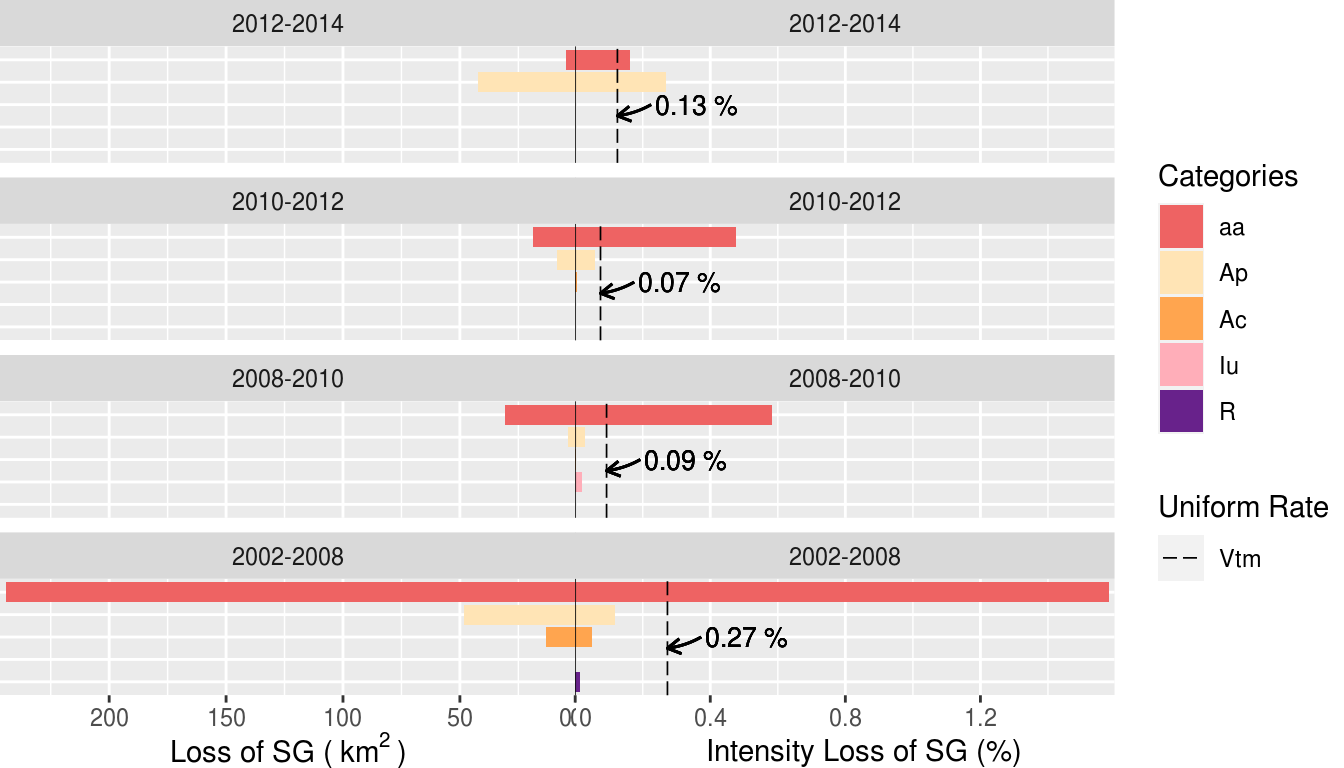 2012-2014 2012-2014
0.13 %
2010-2012 2010-2012
0.07 %
2008-2010 2008-2010
0.09 %
2002-2008 2002-2008
0.27 %
200 150 100 50 0 0.0 0.4 0.8 1.2
Loss of SG ( km² ) Intensity Loss of SG (%)
Categories
aa
Ap
Ac
Iu
R
Uniform Rate
Vtm